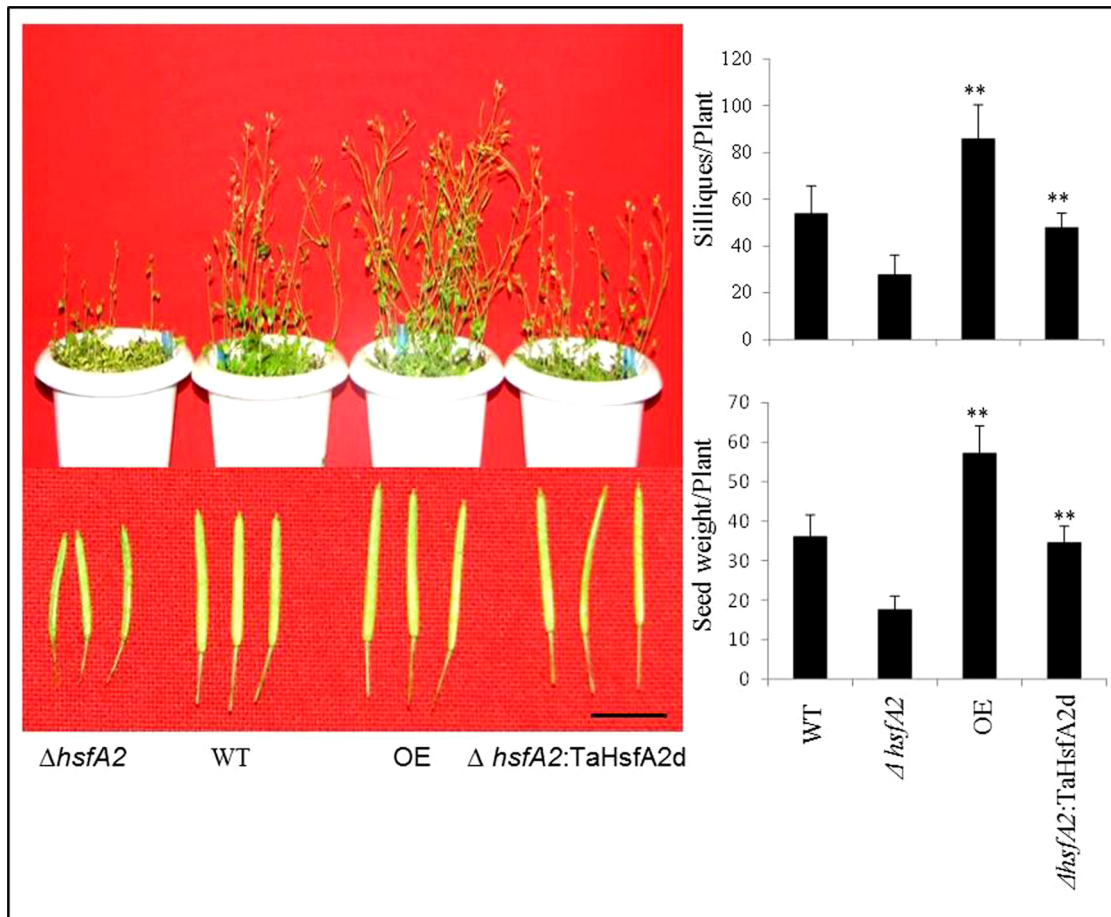 ΔhsfA2 WT OE Δ hsfA2:TaHsfA2d
Silliques/Plant
120
100
80
60
40
20
0
**
**
Seed weight/Plant
70
60
50
40
30
20
10
0
**
**
WT
Δ hsfA2
OE
ΔhsfA2:TaHsfA2d